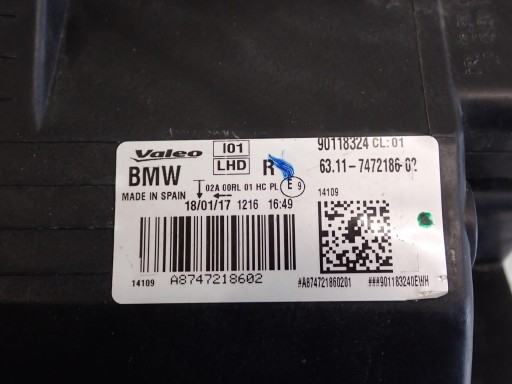 Valeo I01 90118324 CL:01
BMW LHD R 63.11-7472186-02
MADE IN SPAIN 02A 00RL 01 HC PL E 9 14109
18/01/17 1216 16:49
14109 A8747218602 #A874721860201 ###901183240EWH